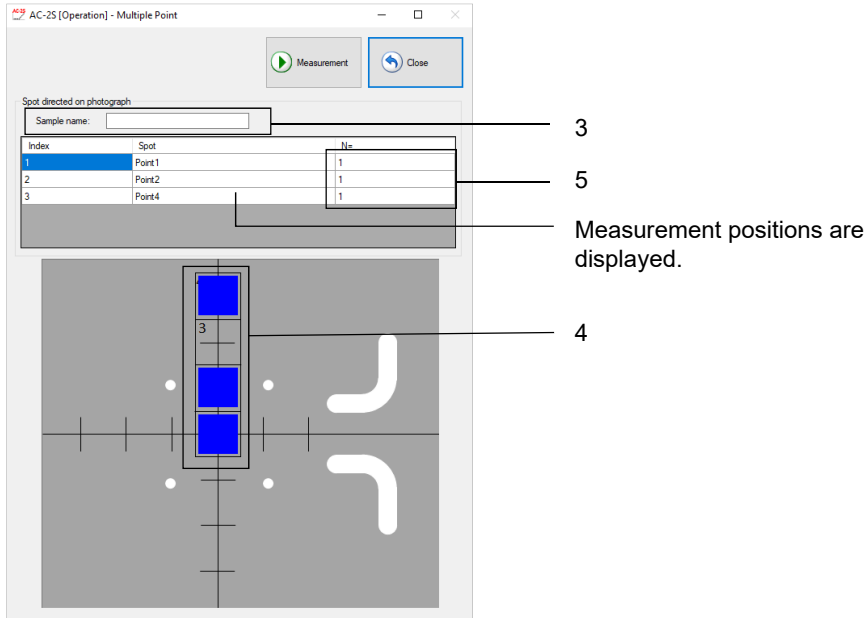 AC-2S [Operation] - Multiple Point
Measurement
Close
Spot directed on photograph
Sample name:
3
Index Spot N=
1 Point1 1
5
2 Point2 1
3 Point4 1
Measurement positions are
displayed.
3
4